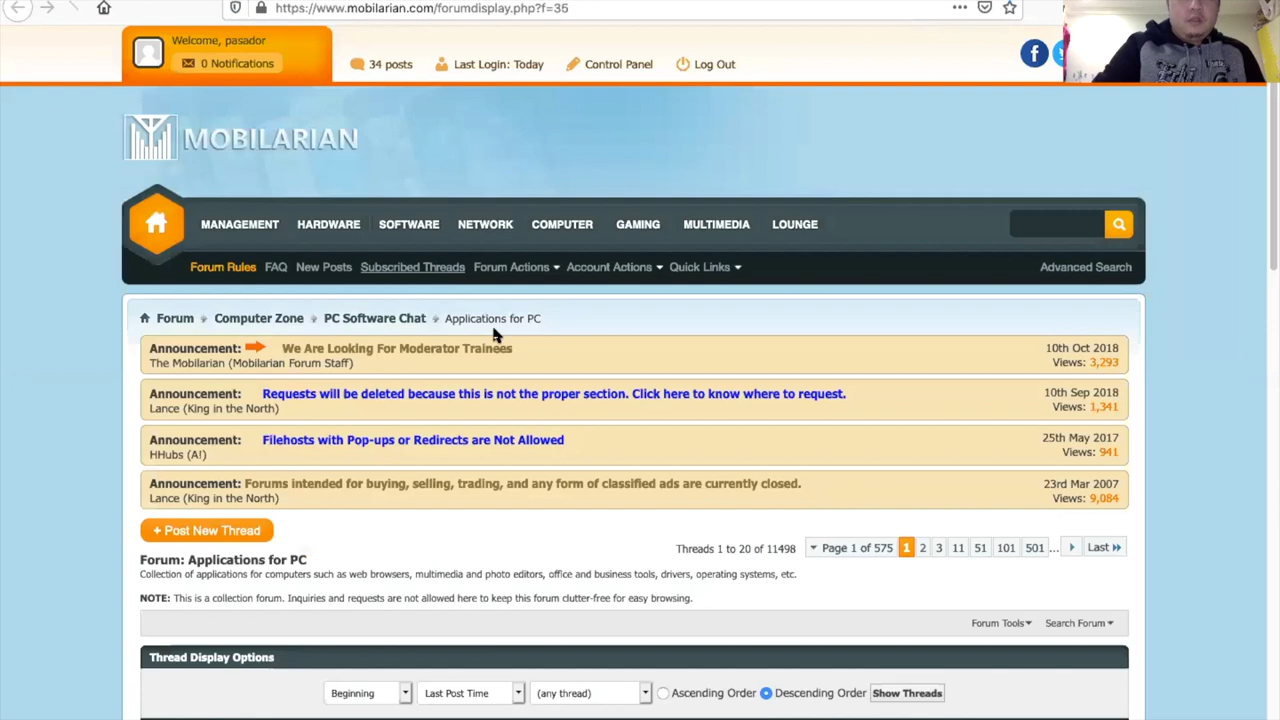 https://www.mobilarian.com/forumdisplay.php?f=35
Welcome, pasador
0 Notifications
34 posts
Last Login: Today
Control Panel
Log Out
MOBILARIAN
MANAGEMENT HARDWARE SOFTWARE NETWORK COMPUTER GAMING MULTIMEDIA LOUNGE
Forum Rules FAQ New Posts Subscribed Threads Forum Actions Account Actions Quick Links Advanced Search
Forum Computer Zone PC Software Chat Applications for PC
Announcement: We Are Looking For Moderator Trainees 10th Oct 2018
The Mobilarian (Mobilarian Forum Staff) Views: 3,293
Announcement: Requests will be deleted because this is not the proper section. Click here to know where to request. 10th Sep 2018
Lance (King in the North) Views: 1,341
Announcement: Filehosts with Pop-ups or Redirects are Not Allowed 25th May 2017
HHubs (A!) Views: 941
Announcement: Forums intended for buying, selling, trading, and any form of classified ads are currently closed. 23rd Mar 2007
Lance (King in the North) Views: 9,084
+ Post New Thread
Threads 1 to 20 of 11498 Page 1 of 575 1 2 3 11 51 101 501 ... Last
Forum: Applications for PC
Collection of applications for computers such as web browsers, multimedia and photo editors, office and business tools, drivers, operating systems, etc.
NOTE: This is a collection forum. Inquiries and requests are not allowed here to keep this forum clutter-free for easy browsing.
Forum Tools Search Forum
Thread Display Options
Beginning Last Post Time (any thread) Ascending Order Descending Order Show Threads